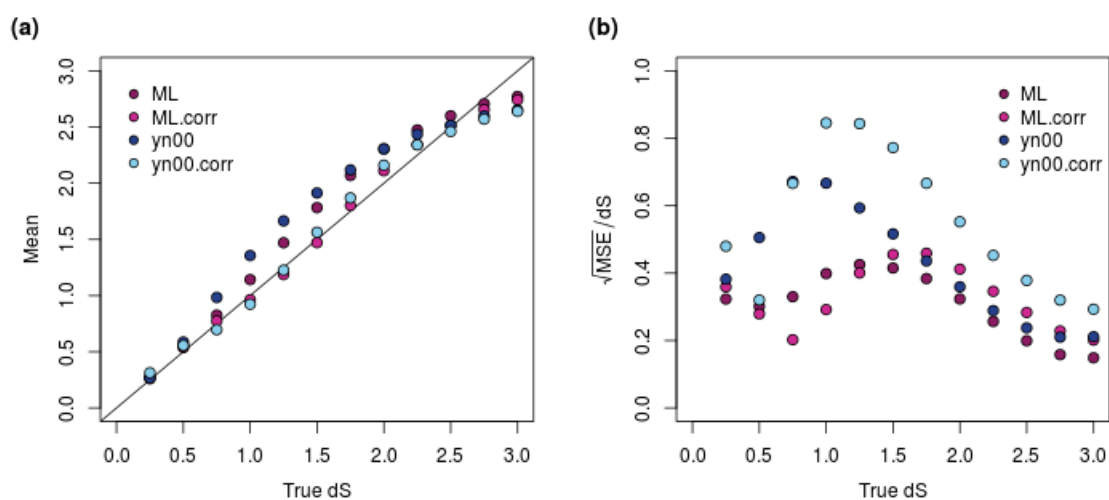 (a)
3.0
2.5
2.0
1.5
1.0
0.5
0.0
Mean
ML
ML.corr
yn00
yn00.corr
0.0 0.5 1.0 1.5 2.0 2.5 3.0
True dS
(b)
1.0
0.8
0.6
0.4
0.2
0.0
√MSE/dS
ML
ML.corr
yn00
yn00.corr
0.0 0.5 1.0 1.5 2.0 2.5 3.0
True dS